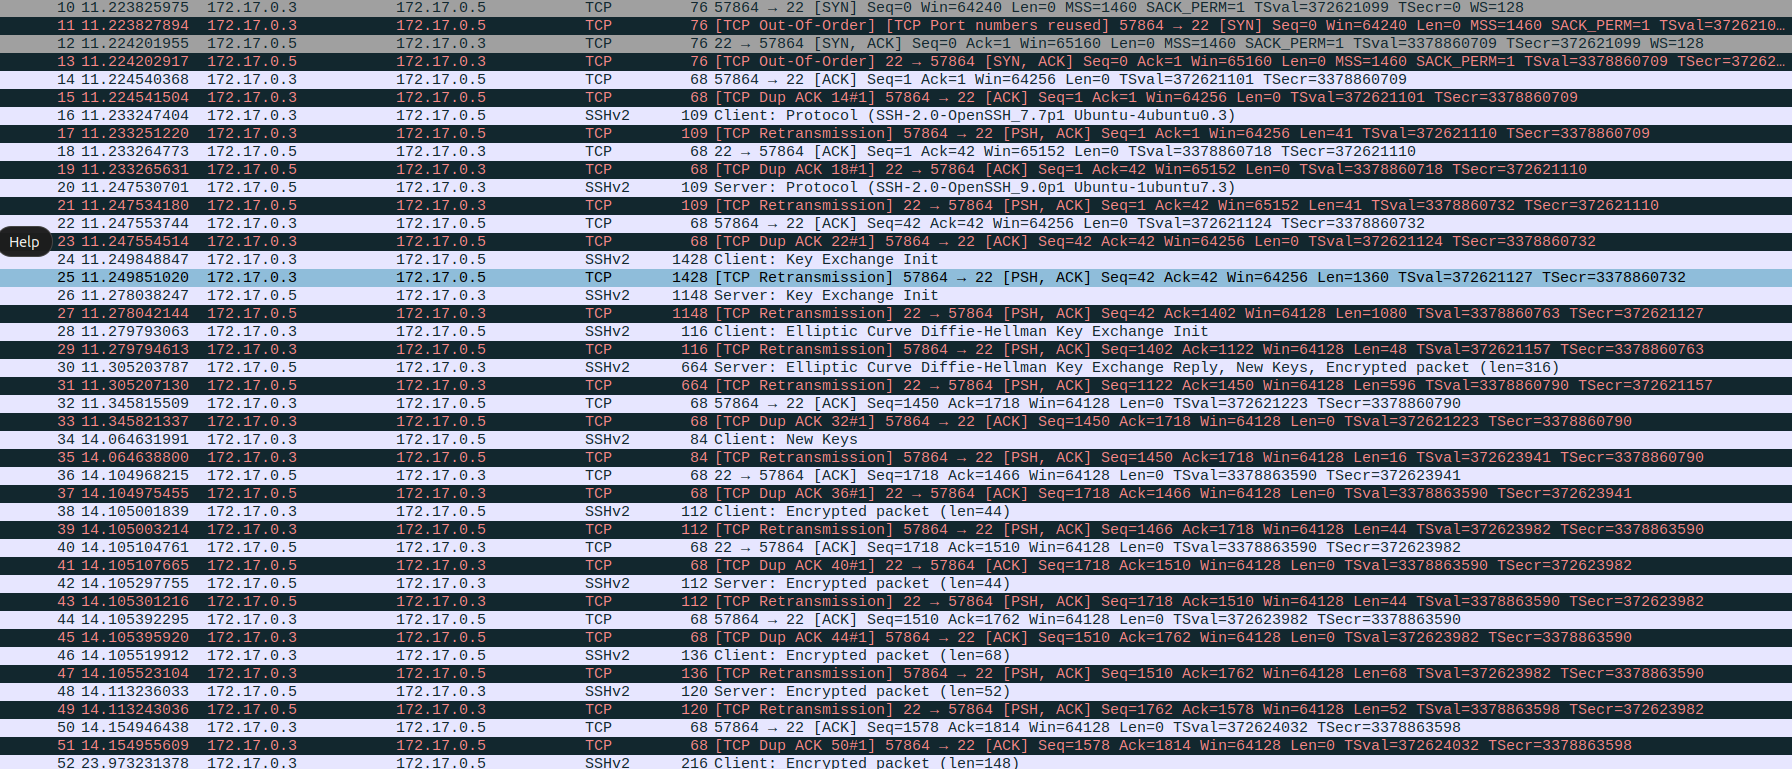 10 11.223825975 172.17.0.3 172.17.0.5 TCP 76 57864 → 22 [SYN] Seq=0 Win=64240 Len=0 MSS=1460 SACK_PERM=1 TSval=372621099 TSecr=0 WS=128
11 11.223827894 172.17.0.3 172.17.0.5 TCP 76 [TCP Out-Of-Order] [TCP Port numbers reused] 57864 → 22 [SYN] Seq=0 Win=64240 Len=0 MSS=1460 SACK_PERM=1 TSval=3726210…
12 11.224201955 172.17.0.5 172.17.0.3 TCP 76 22 → 57864 [SYN, ACK] Seq=0 Ack=1 Win=65160 Len=0 MSS=1460 SACK_PERM=1 TSval=3378860709 TSecr=372621099 WS=128
13 11.224202917 172.17.0.5 172.17.0.3 TCP 76 [TCP Out-Of-Order] 22 → 57864 [SYN, ACK] Seq=0 Ack=1 Win=65160 Len=0 MSS=1460 SACK_PERM=1 TSval=3378860709 TSecr=37262…
14 11.224540368 172.17.0.3 172.17.0.5 TCP 68 57864 → 22 [ACK] Seq=1 Ack=1 Win=64256 Len=0 TSval=372621101 TSecr=3378860709
15 11.224541504 172.17.0.3 172.17.0.5 TCP 68 [TCP Dup ACK 14#1] 57864 → 22 [ACK] Seq=1 Ack=1 Win=64256 Len=0 TSval=372621101 TSecr=3378860709
16 11.233247404 172.17.0.3 172.17.0.5 SSHv2 109 Client: Protocol (SSH-2.0-OpenSSH_7.7p1 Ubuntu-4ubuntu0.3)
17 11.233251220 172.17.0.3 172.17.0.5 TCP 109 [TCP Retransmission] 57864 → 22 [PSH, ACK] Seq=1 Ack=1 Win=64256 Len=41 TSval=372621110 TSecr=3378860709
18 11.233264773 172.17.0.5 172.17.0.3 TCP 68 22 → 57864 [ACK] Seq=1 Ack=42 Win=65152 Len=0 TSval=3378860718 TSecr=372621110
19 11.233265631 172.17.0.5 172.17.0.3 TCP 68 [TCP Dup ACK 18#1] 22 → 57864 [ACK] Seq=1 Ack=42 Win=65152 Len=0 TSval=3378860718 TSecr=372621110
20 11.247530701 172.17.0.5 172.17.0.3 SSHv2 109 Server: Protocol (SSH-2.0-OpenSSH_9.0p1 Ubuntu-1ubuntu7.3)
21 11.247534180 172.17.0.5 172.17.0.3 TCP 109 [TCP Retransmission] 22 → 57864 [PSH, ACK] Seq=1 Ack=42 Win=65152 Len=41 TSval=3378860732 TSecr=372621110
22 11.247553744 172.17.0.3 172.17.0.5 TCP 68 57864 → 22 [ACK] Seq=42 Ack=42 Win=64256 Len=0 TSval=372621124 TSecr=3378860732
Help
23 11.247554514 172.17.0.3 172.17.0.5 TCP 68 [TCP Dup ACK 22#1] 57864 → 22 [ACK] Seq=42 Ack=42 Win=64256 Len=0 TSval=372621124 TSecr=3378860732
24 11.249848847 172.17.0.3 172.17.0.5 SSHv2 1428 Client: Key Exchange Init
25 11.249851020 172.17.0.3 172.17.0.5 TCP 1428 [TCP Retransmission] 57864 → 22 [PSH, ACK] Seq=42 Ack=42 Win=64256 Len=1360 TSval=372621127 TSecr=3378860732
26 11.278038247 172.17.0.5 172.17.0.3 SSHv2 1148 Server: Key Exchange Init
27 11.278042144 172.17.0.5 172.17.0.3 TCP 1148 [TCP Retransmission] 22 → 57864 [PSH, ACK] Seq=42 Ack=1402 Win=64128 Len=1080 TSval=3378860763 TSecr=372621127
28 11.279793063 172.17.0.3 172.17.0.5 SSHv2 116 Client: Elliptic Curve Diffie-Hellman Key Exchange Init
29 11.279794613 172.17.0.3 172.17.0.5 TCP 116 [TCP Retransmission] 57864 → 22 [PSH, ACK] Seq=1402 Ack=1122 Win=64128 Len=48 TSval=372621157 TSecr=3378860763
30 11.305203787 172.17.0.5 172.17.0.3 SSHv2 664 Server: Elliptic Curve Diffie-Hellman Key Exchange Reply, New Keys, Encrypted packet (len=316)
31 11.305207130 172.17.0.5 172.17.0.3 TCP 664 [TCP Retransmission] 22 → 57864 [PSH, ACK] Seq=1122 Ack=1450 Win=64128 Len=596 TSval=3378860790 TSecr=372621157
32 11.345815509 172.17.0.3 172.17.0.5 TCP 68 57864 → 22 [ACK] Seq=1450 Ack=1718 Win=64128 Len=0 TSval=372621223 TSecr=3378860790
33 11.345821337 172.17.0.3 172.17.0.5 TCP 68 [TCP Dup ACK 32#1] 57864 → 22 [ACK] Seq=1450 Ack=1718 Win=64128 Len=0 TSval=372621223 TSecr=3378860790
34 14.064631991 172.17.0.3 172.17.0.5 SSHv2 84 Client: New Keys
35 14.064638800 172.17.0.3 172.17.0.5 TCP 84 [TCP Retransmission] 57864 → 22 [PSH, ACK] Seq=1450 Ack=1718 Win=64128 Len=16 TSval=372623941 TSecr=3378860790
36 14.104968215 172.17.0.5 172.17.0.3 TCP 68 22 → 57864 [ACK] Seq=1718 Ack=1466 Win=64128 Len=0 TSval=3378863590 TSecr=372623941
37 14.104975455 172.17.0.5 172.17.0.3 TCP 68 [TCP Dup ACK 36#1] 22 → 57864 [ACK] Seq=1718 Ack=1466 Win=64128 Len=0 TSval=3378863590 TSecr=372623941
38 14.105001839 172.17.0.3 172.17.0.5 SSHv2 112 Client: Encrypted packet (len=44)
39 14.105003214 172.17.0.3 172.17.0.5 TCP 112 [TCP Retransmission] 57864 → 22 [PSH, ACK] Seq=1466 Ack=1718 Win=64128 Len=44 TSval=372623982 TSecr=3378863590
40 14.105104761 172.17.0.5 172.17.0.3 TCP 68 22 → 57864 [ACK] Seq=1718 Ack=1510 Win=64128 Len=0 TSval=3378863590 TSecr=372623982
41 14.105107665 172.17.0.5 172.17.0.3 TCP 68 [TCP Dup ACK 40#1] 22 → 57864 [ACK] Seq=1718 Ack=1510 Win=64128 Len=0 TSval=3378863590 TSecr=372623982
42 14.105297755 172.17.0.5 172.17.0.3 SSHv2 112 Server: Encrypted packet (len=44)
43 14.105301216 172.17.0.5 172.17.0.3 TCP 112 [TCP Retransmission] 22 → 57864 [PSH, ACK] Seq=1718 Ack=1510 Win=64128 Len=44 TSval=3378863590 TSecr=372623982
44 14.105392295 172.17.0.3 172.17.0.5 TCP 68 57864 → 22 [ACK] Seq=1510 Ack=1762 Win=64128 Len=0 TSval=372623982 TSecr=3378863590
45 14.105395920 172.17.0.3 172.17.0.5 TCP 68 [TCP Dup ACK 44#1] 57864 → 22 [ACK] Seq=1510 Ack=1762 Win=64128 Len=0 TSval=372623982 TSecr=3378863590
46 14.105519912 172.17.0.3 172.17.0.5 SSHv2 136 Client: Encrypted packet (len=68)
47 14.105523104 172.17.0.3 172.17.0.5 TCP 136 [TCP Retransmission] 57864 → 22 [PSH, ACK] Seq=1510 Ack=1762 Win=64128 Len=68 TSval=372623982 TSecr=3378863590
48 14.113236033 172.17.0.5 172.17.0.3 SSHv2 120 Server: Encrypted packet (len=52)
49 14.113243036 172.17.0.5 172.17.0.3 TCP 120 [TCP Retransmission] 22 → 57864 [PSH, ACK] Seq=1762 Ack=1578 Win=64128 Len=52 TSval=3378863598 TSecr=372623982
50 14.154946438 172.17.0.3 172.17.0.5 TCP 68 57864 → 22 [ACK] Seq=1578 Ack=1814 Win=64128 Len=0 TSval=372624032 TSecr=3378863598
51 14.154955609 172.17.0.3 172.17.0.5 TCP 68 [TCP Dup ACK 50#1] 57864 → 22 [ACK] Seq=1578 Ack=1814 Win=64128 Len=0 TSval=372624032 TSecr=3378863598
52 23.973231378 172.17.0.3 172.17.0.5 SSHv2 216 Client: Encrypted packet (len=148)